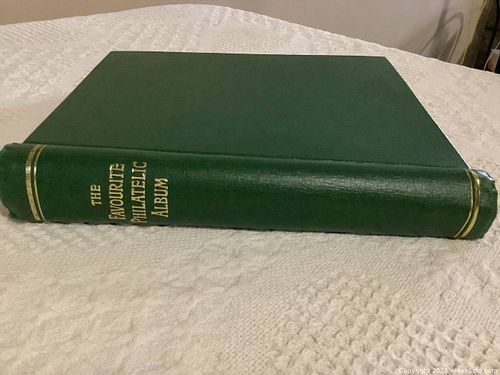 THE
FAVOURITE
PHILATELIC
ALBUM
Copyright 2023 - MaxSold.com